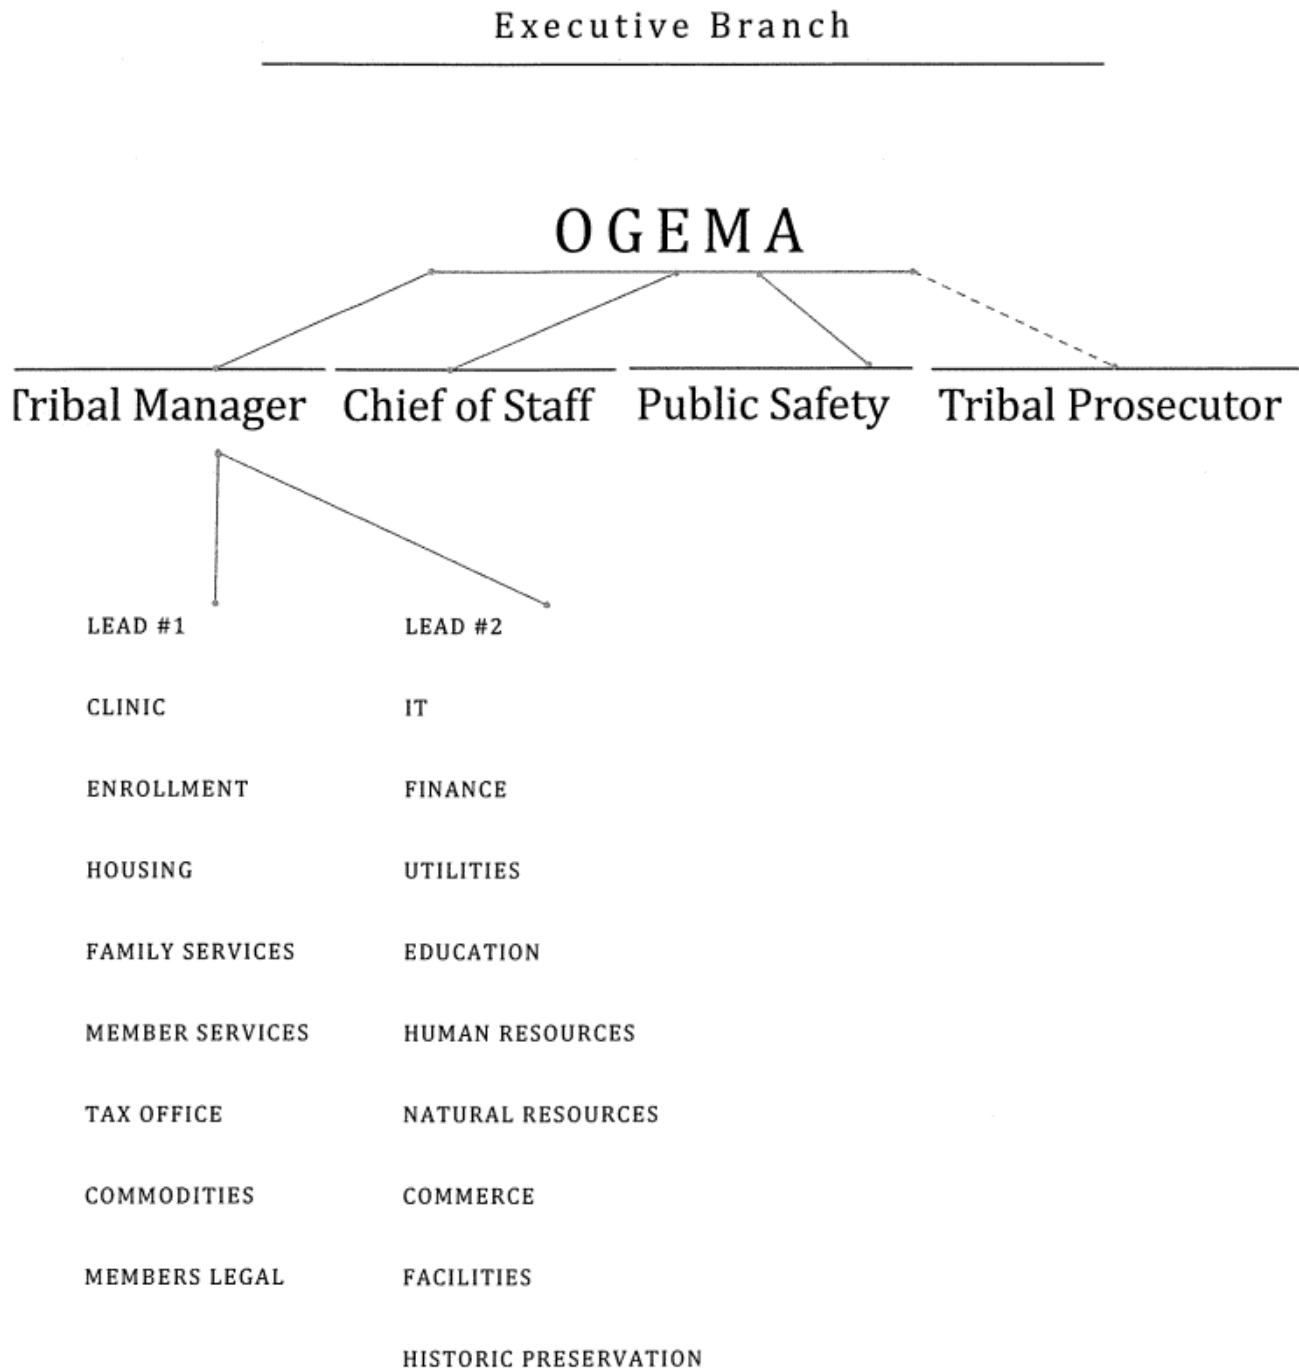 Executive Branch
OGEMA
Tribal Manager Chief of Staff Public Safety Tribal Prosecutor
LEAD #1 LEAD #2
CLINIC IT
ENROLLMENT FINANCE
HOUSING UTILITIES
FAMILY SERVICES EDUCATION
MEMBER SERVICES HUMAN RESOURCES
TAX OFFICE NATURAL RESOURCES
COMMODITIES COMMERCE
MEMBERS LEGAL FACILITIES
HISTORIC PRESERVATION